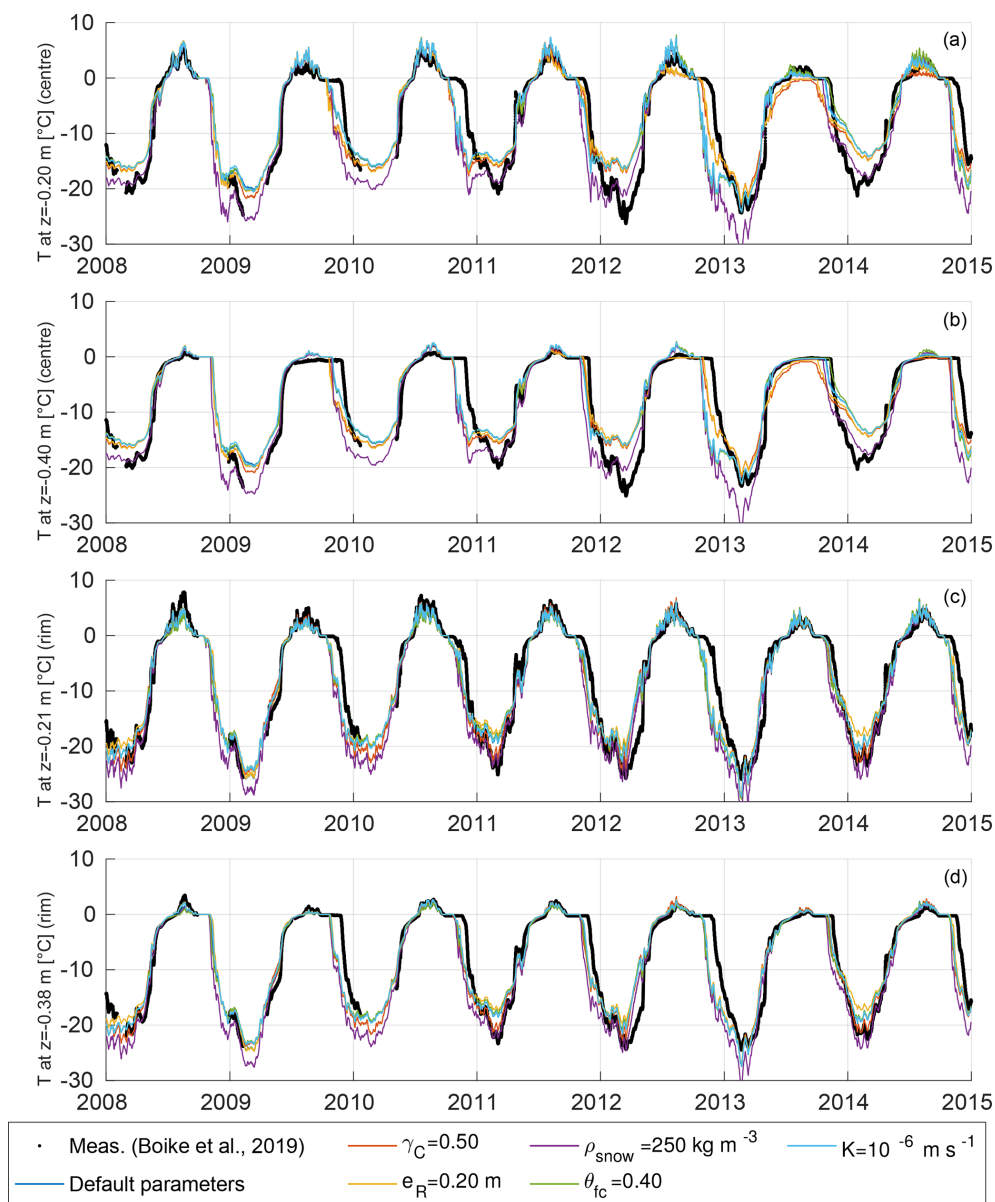 (a)
T at z=-0.20 m [°C] (centre)
10
0
-10
-20
-30
2008 2009 2010 2011 2012 2013 2014 2015
(b)
T at z=-0.40 m [°C] (centre)
10
0
-10
-20
-30
2008 2009 2010 2011 2012 2013 2014 2015
(c)
T at z=-0.21 m [°C] (rim)
10
0
-10
-20
-30
2008 2009 2010 2011 2012 2013 2014 2015
(d)
T at z=-0.38 m [°C] (rim)
10
0
-10
-20
-30
2008 2009 2010 2011 2012 2013 2014 2015
Meas. (Boike et al., 2019) γC=0.50 ρsnow=250 kg m-3 K=10-6 m s-1
Default parameters eR=0.20 m θfc=0.40